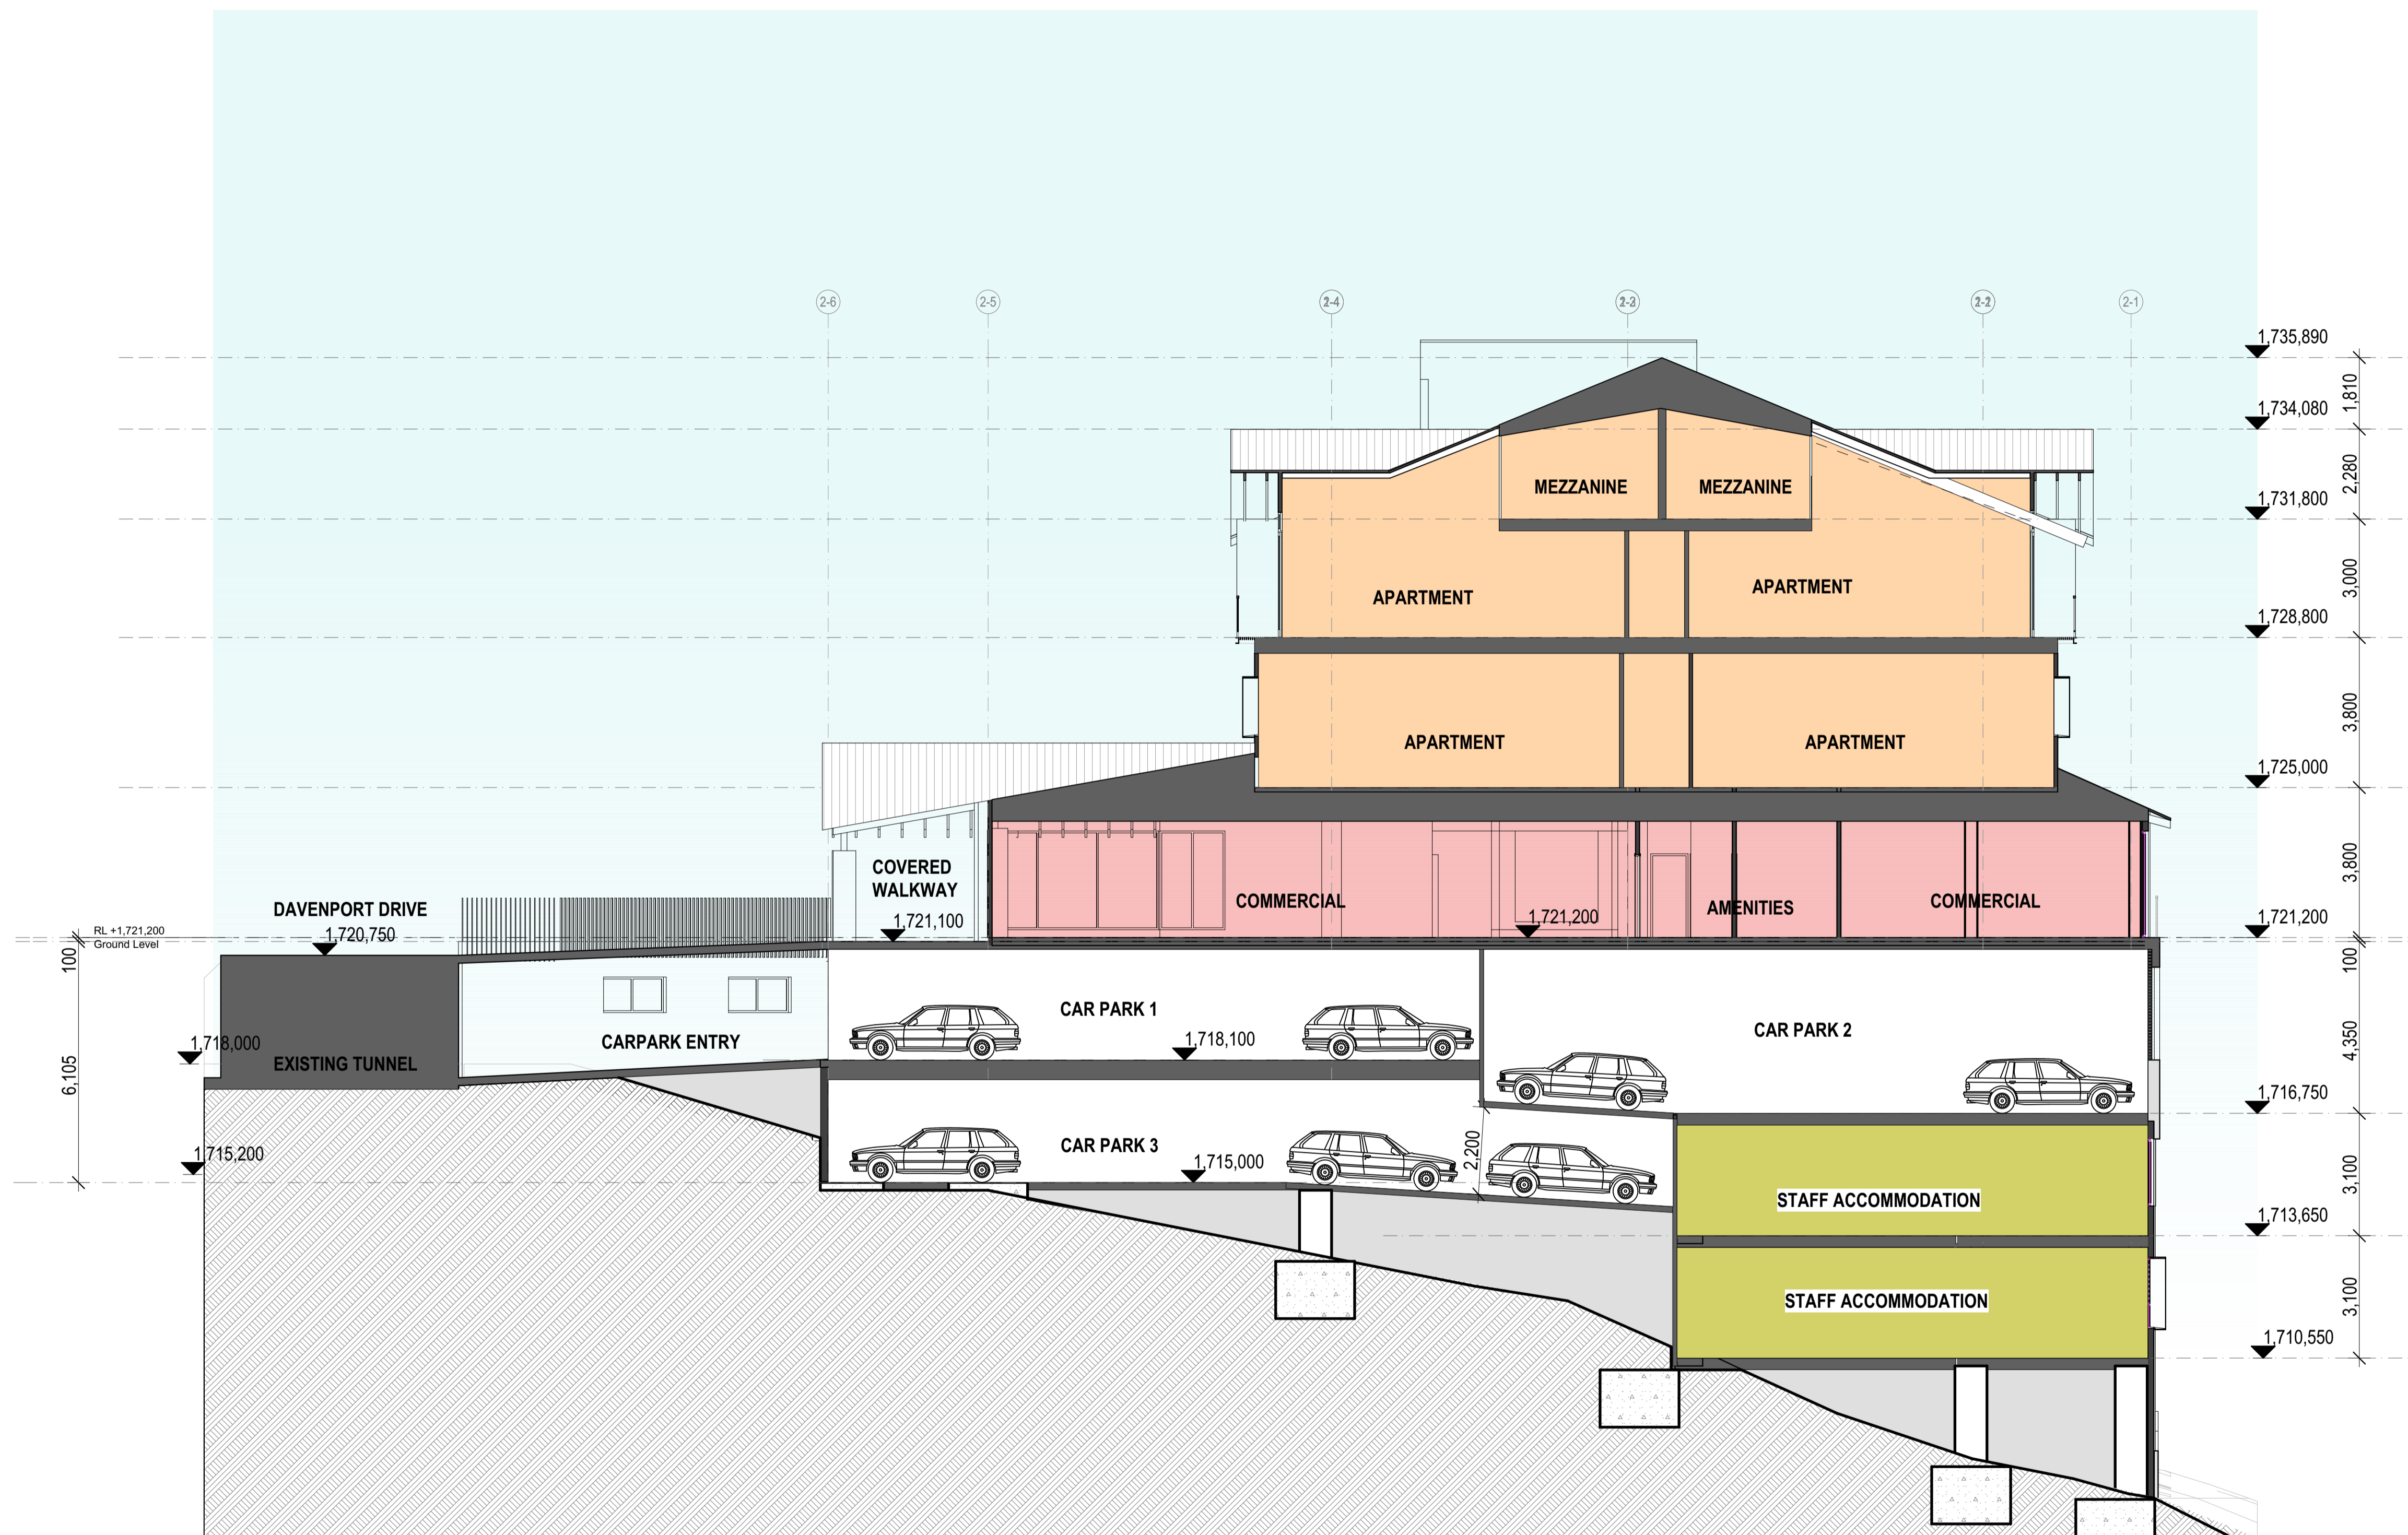 2-6
2-5
2-4
2-1
1,735,890
1,810
1,734,080
2,280
MEZZANINE
MEZZANINE
1,731,800
3,000
APARTMENT
APARTMENT
1,728,800
3,800
APARTMENT
APARTMENT
1,725,000
3,800
COVERED
WALKWAY
COMMERCIAL
AMENITIES
COMMERCIAL
DAVENPORT DRIVE
1,721,100
1,721,200
1,721,200
RL +1,721,200
Ground Level
1,720,750
100
100
CAR PARK 1
CAR PARK 2
CARPARK ENTRY
1,718,100
1,718,000
EXISTING TUNNEL
4,350
6,105
1,716,750
CAR PARK 3
2,200
1,715,200
1,715,000
3,100
STAFF ACCOMMODATION
1,713,650
STAFF ACCOMMODATION
3,100
1,710,550